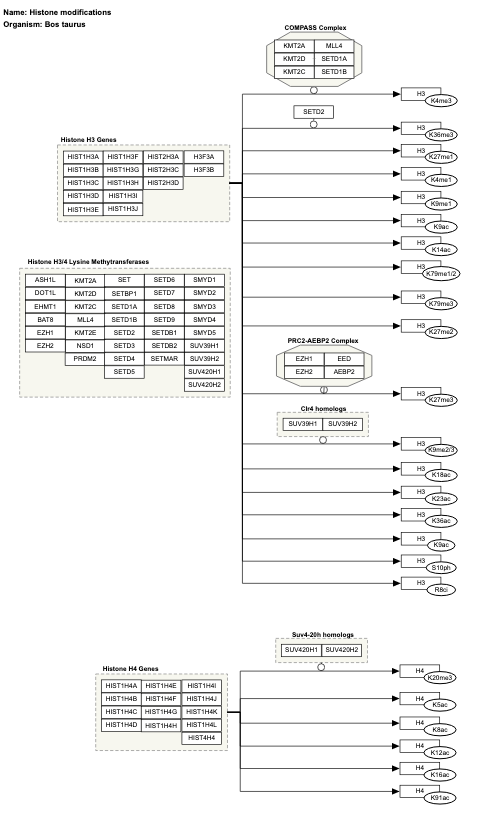 Name: Histone modifications
Organism: Bos taurus
COMPASS Complex
KMT2A MLL4
KMT2D SETD1A
KMT2C SETD1B
H3 K4me3
SETD2
H3 K36me3
H3 K27me1
H3 K4me1
H3 K9me1
H3 K9ac
H3 K14ac
H3 K79me1/2
H3 K79me3
H3 K27me2
Histone H3 Genes
HIST1H3A HIST1H3F HIST2H3A H3F3A
HIST1H3B HIST1H3G HIST2H3C H3F3B
HIST1H3C HIST1H3H HIST2H3D
HIST1H3D HIST1H3I
HIST1H3E HIST1H3J
Histone H3/4 Lysine Methytransferases
ASH1L KMT2A SET SETD6 SMYD1
DOT1L KMT2D SETBP1 SETD7 SMYD2
EHMT1 KMT2C SETD1A SETD8 SMYD3
BAT8 MLL4 SETD1B SETD9 SMYD4
EZH1 KMT2E SETD2 SETDB1 SMYD5
EZH2 NSD1 SETD3 SETDB2 SUV39H1
PRDM2 SETD4 SETMAR SUV39H2
SETD5 SUV420H1
SUV420H2
PRC2-AEBP2 Complex
EZH1 EED
EZH2 AEBP2
H3 K27me3
Clr4 homologs
SUV39H1 SUV39H2
H3 K9me2/3
H3 K18ac
H3 K23ac
H3 K36ac
H3 K9ac
H3 S10ph
H3 R8ci
Suv4-20h homologs
SUV420H1 SUV420H2
Histone H4 Genes
HIST1H4A HIST1H4E HIST1H4I
HIST1H4B HIST1H4F HIST1H4J
HIST1H4C HIST1H4G HIST1H4K
HIST1H4D HIST1H4H HIST1H4L
HIST4H4
H4 K20me3
H4 K5ac
H4 K8ac
H4 K12ac
H4 K16ac
H4 K91ac